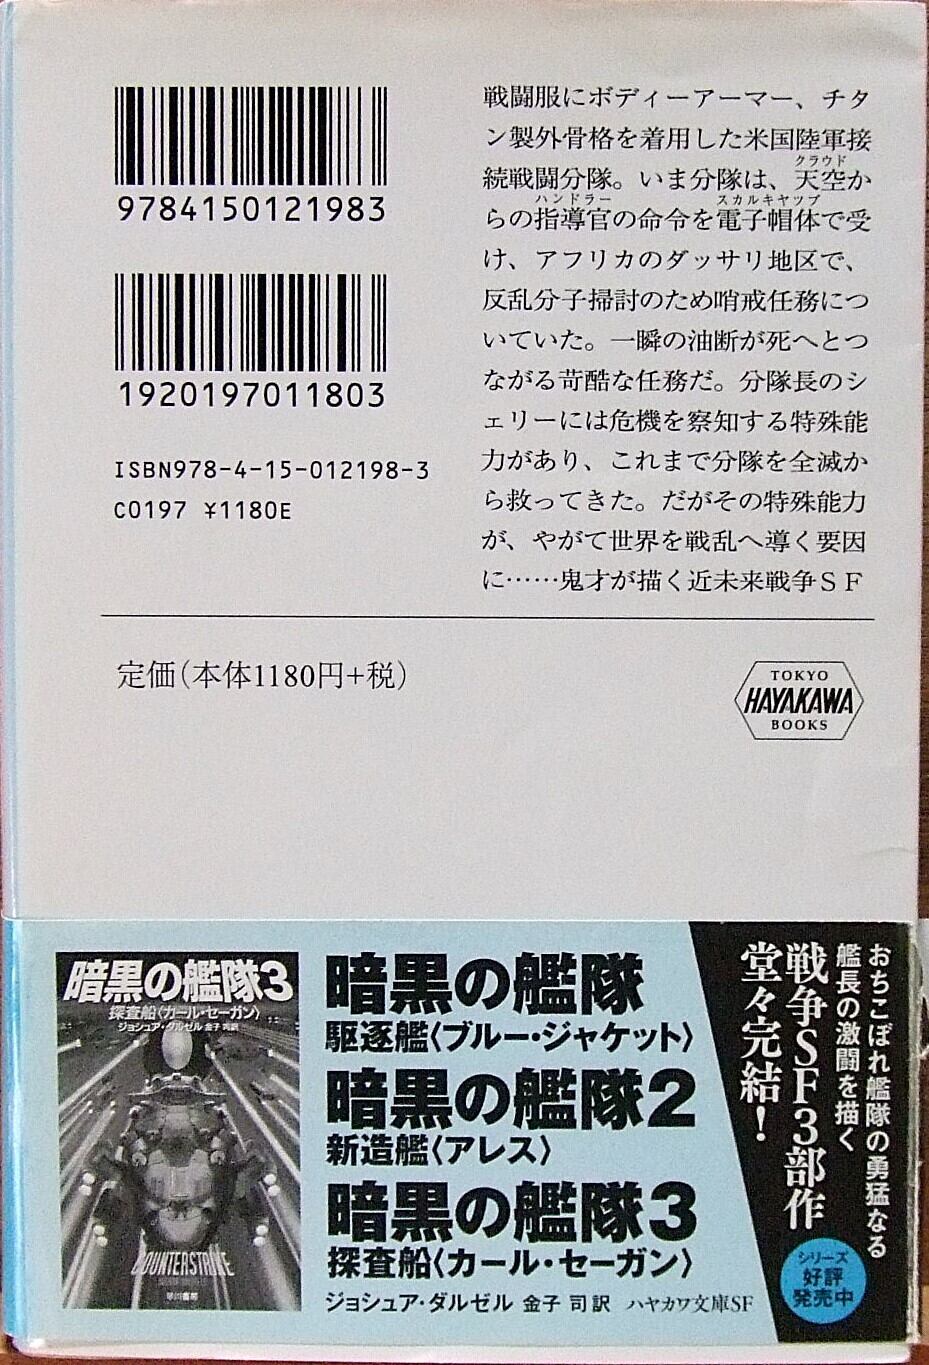 9784150121983
1920197011803
ISBN978-4-15-012198-3
C0197 ¥1180E
戦闘服にボディーアーマー、チタ
ン製外骨格を着用した米国陸軍接
クラウド
続戦闘分隊。いま分隊は、天空か
ハンドラー スカルキャップ
らの指導官の命令を電子帽体で受
け、アフリカのダッサリ地区で、
反乱分子掃討のため哨戒任務につ
いていた。一瞬の油断が死へとつ
ながる苛酷な任務だ。分隊長のシ
ェリーには危機を察知する特殊能
力があり、これまで分隊を全滅か
ら救ってきた。だがその特殊能力
が、やがて世界を戦乱へ導く要因
に……鬼才が描く近未来戦争ＳＦ
定価(本体1180円+税)
TOKYO
HAYAKAWA
BOOKS
暗黒の艦隊3
探査船〈カール・セーガン〉
ジョシュア・ダルゼル 金子 司 訳
COUNTERSTRIKE
早川書房
暗黒の艦隊
駆逐艦〈ブルー・ジャケット〉
暗黒の艦隊2
新造艦〈アレス〉
暗黒の艦隊3
探査船〈カール・セーガン〉
ジョシュア・ダルゼル 金子 司 訳 ハヤカワ文庫SF
おちこぼれ艦隊の勇猛なる
艦長の激闘を描く
戦争SF3部作
堂々完結!
シリーズ
好評
発売中